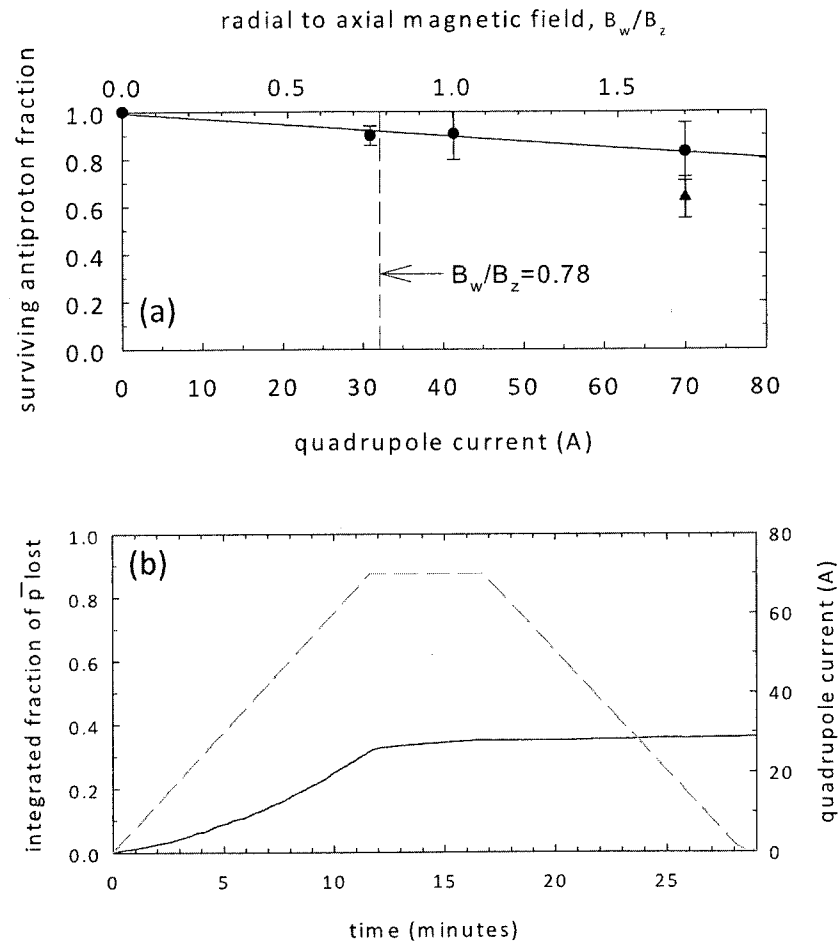 radial to axial magnetic field, B_w/B_z
0.0 0.5 1.0 1.5
surviving antiproton fraction
1.0
0.8
0.6
0.4
0.2
0.0
B_w/B_z=0.78
(a)
0 10 20 30 40 50 60 70 80
quadrupole current (A)
integrated fraction of p̅ lost
1.0
0.8
0.6
0.4
0.2
0.0
(b)
80
60
40
20
0
quadrupole current (A)
0 5 10 15 20 25
time (minutes)